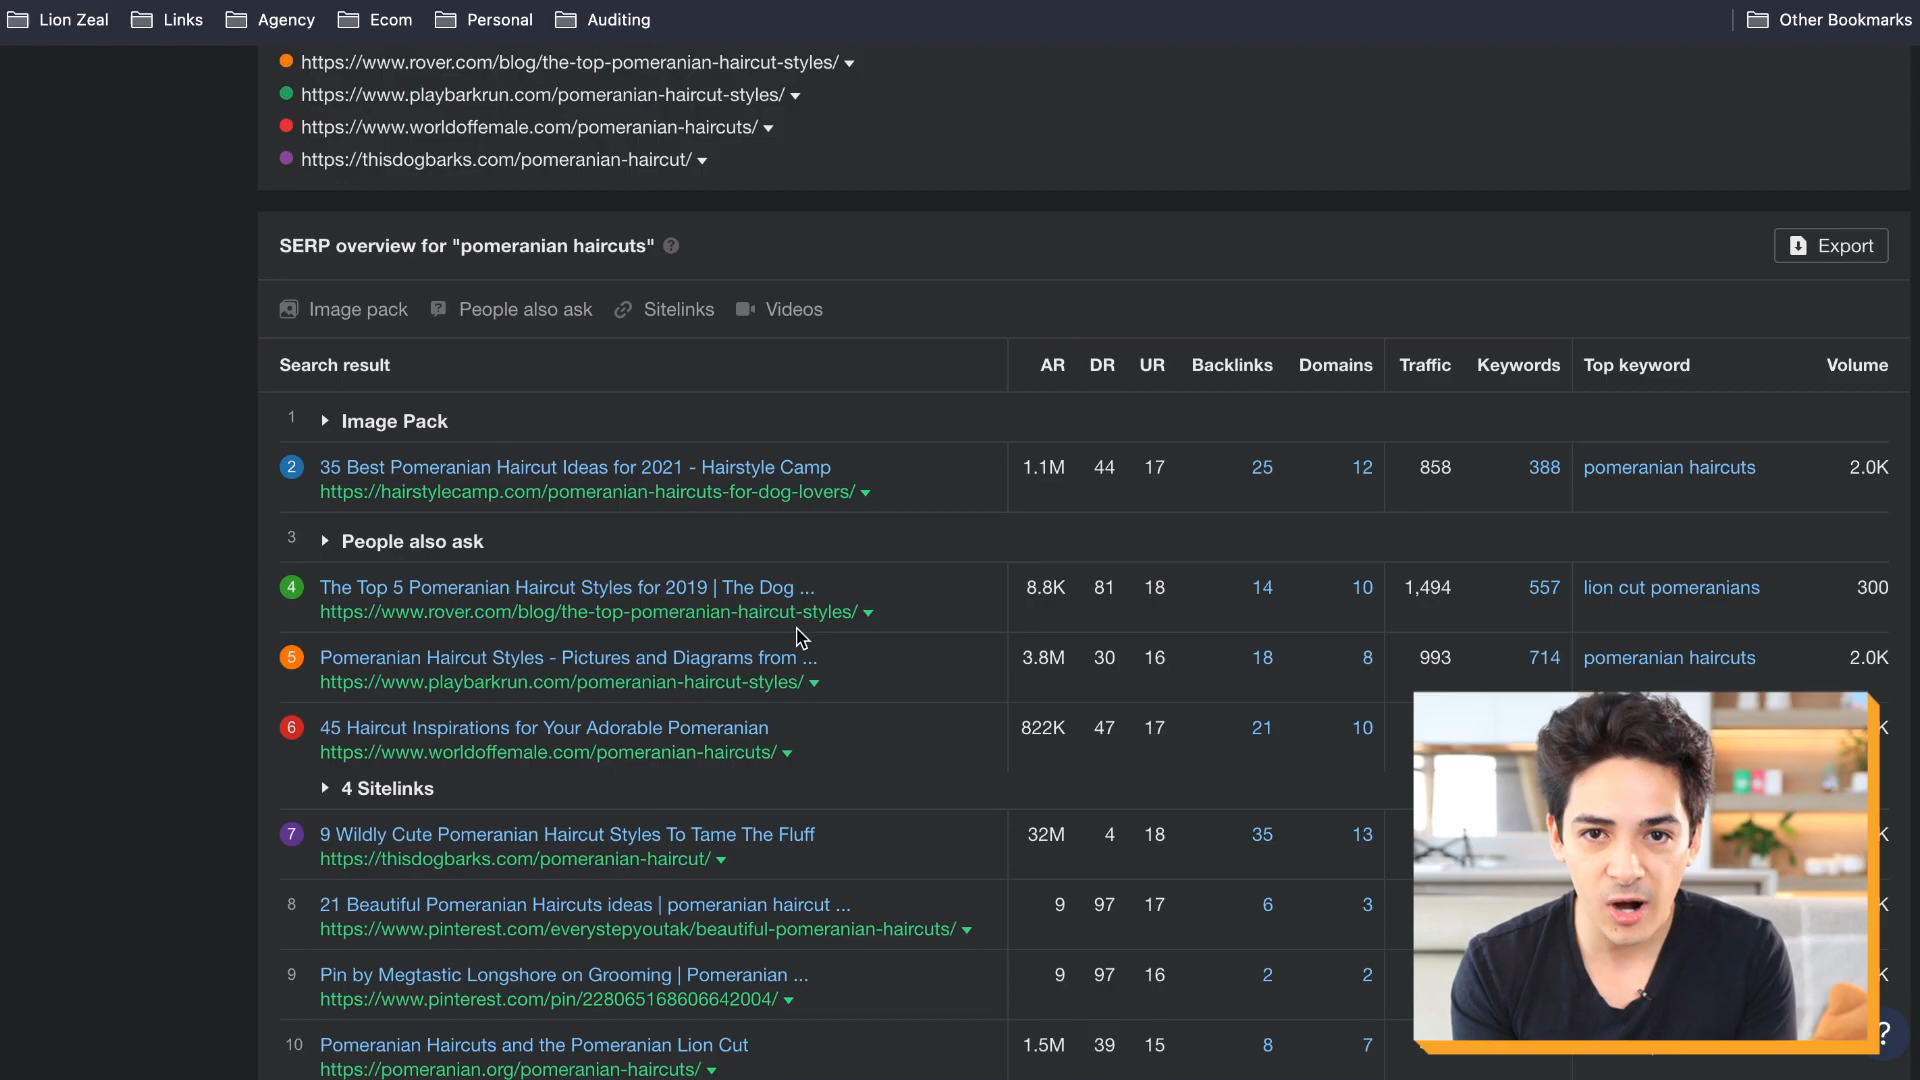 Lion Zeal Links Agency Ecom Personal Auditing Other Bookmarks
https://www.rover.com/blog/the-top-pomeranian-haircut-styles/
https://www.playbarkrun.com/pomeranian-haircut-styles/
https://www.worldoffemale.com/pomeranian-haircuts/
https://thisdogbarks.com/pomeranian-haircut/
SERP overview for "pomeranian haircuts" ? Export
Image pack People also ask Sitelinks Videos
Search result AR DR UR Backlinks Domains Traffic Keywords Top keyword Volume
1 Image Pack
2 35 Best Pomeranian Haircut Ideas for 2021 - Hairstyle Camp 1.1M 44 17 25 12 858 388 pomeranian haircuts 2.0K
https://hairstylecamp.com/pomeranian-haircuts-for-dog-lovers/
3 People also ask
4 The Top 5 Pomeranian Haircut Styles for 2019 | The Dog ... 8.8K 81 18 14 10 1,494 557 lion cut pomeranians 300
https://www.rover.com/blog/the-top-pomeranian-haircut-styles/
5 Pomeranian Haircut Styles - Pictures and Diagrams from ... 3.8M 30 16 18 8 993 714 pomeranian haircuts 2.0K
https://www.playbarkrun.com/pomeranian-haircut-styles/
6 45 Haircut Inspirations for Your Adorable Pomeranian 822K 47 17 21 10 K
https://www.worldoffemale.com/pomeranian-haircuts/
4 Sitelinks
7 9 Wildly Cute Pomeranian Haircut Styles To Tame The Fluff 32M 4 18 35 13 K
https://thisdogbarks.com/pomeranian-haircut/
8 21 Beautiful Pomeranian Haircuts ideas | pomeranian haircut ... 9 97 17 6 3 K
https://www.pinterest.com/everystepyoutak/beautiful-pomeranian-haircuts/
9 Pin by Megtastic Longshore on Grooming | Pomeranian ... 9 97 16 2 2 K
https://www.pinterest.com/pin/228065168606642004/
10 Pomeranian Haircuts and the Pomeranian Lion Cut 1.5M 39 15 8 7 ?
https://pomeranian.org/pomeranian-haircuts/